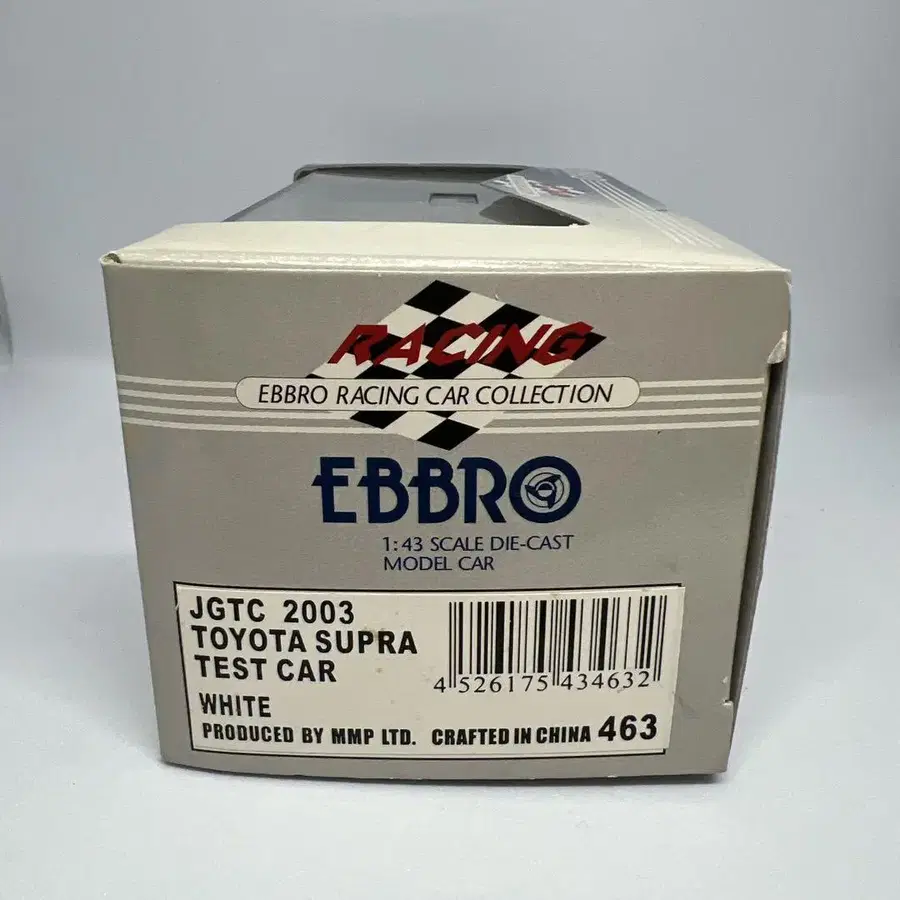 RACING
EBBRO RACING CAR COLLECTION
EBBRO
1:43 SCALE DIE-CAST
MODEL CAR
JGTC 2003
TOYOTA SUPRA
TEST CAR
WHITE
4 526175 434632
PRODUCED BY MMP LTD. CRAFTED IN CHINA 463